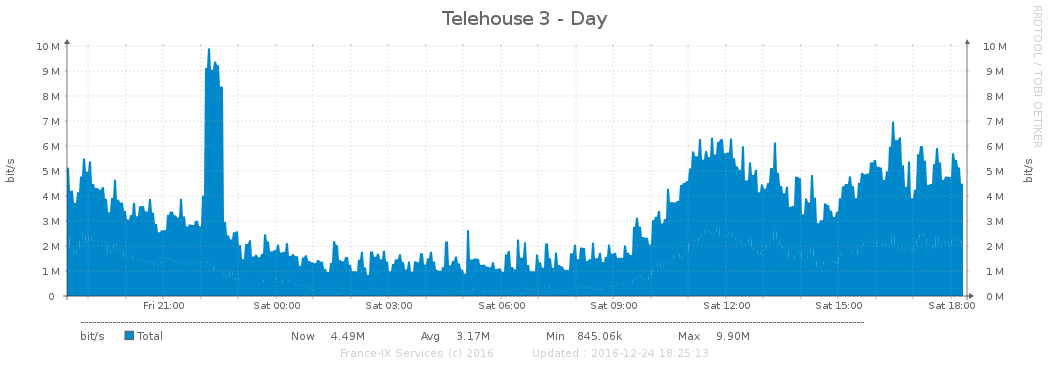 Telehouse 3 - Day
RRDTOOL / TOBI OETIKER
bit/s
10 M 10 M
9 M 9 M
8 M 8 M
7 M 7 M
6 M 6 M
5 M 5 M
4 M 4 M
3 M 3 M
2 M 2 M
1 M 1 M
0 0 M
bit/s
Fri 21:00 Sat 00:00 Sat 03:00 Sat 06:00 Sat 09:00 Sat 12:00 Sat 15:00 Sat 18:00
bit/s Total Now 4.49M Avg 3.17M Min 845.06k Max 9.90M
France-IX Services (c) 2016 Updated : 2016-12-24 18:25:13